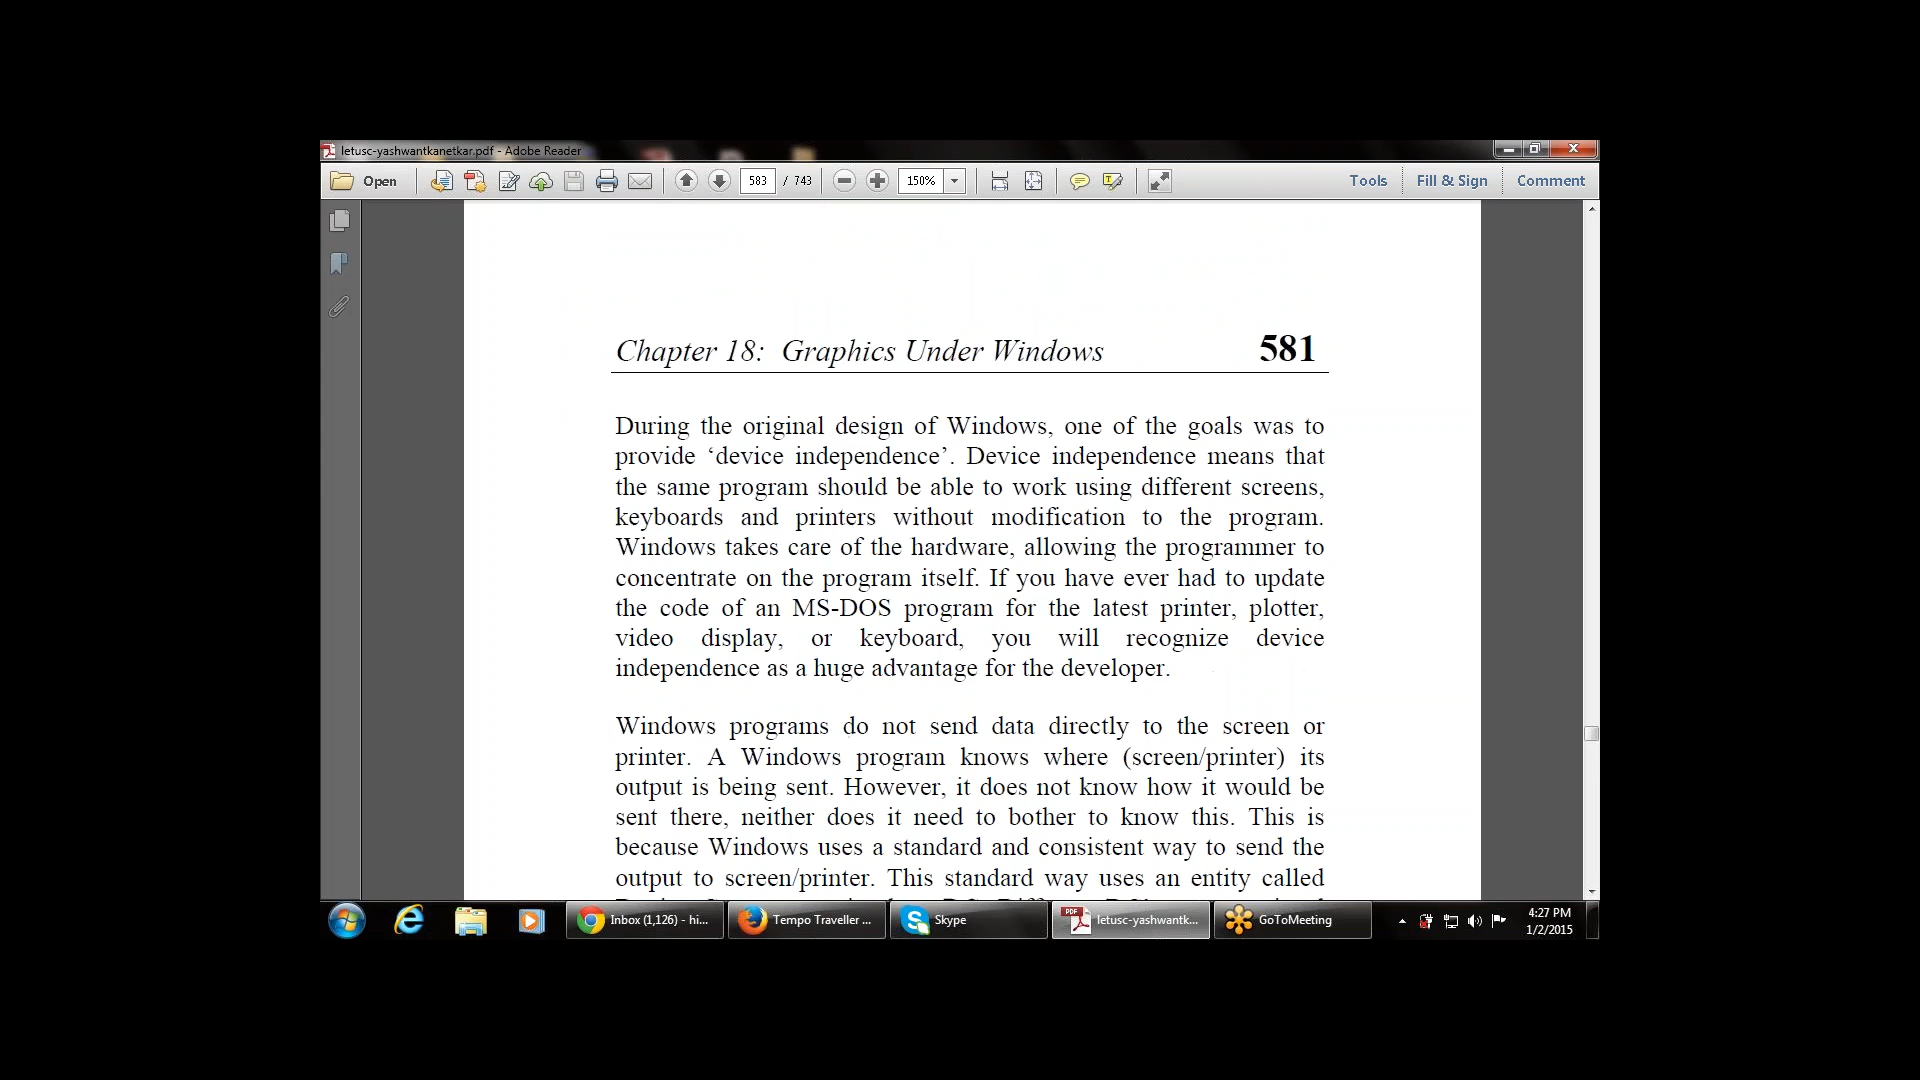 letusc-yashwantkanetkar.pdf - Adobe Reader
Open 583 / 743 150% Tools Fill & Sign Comment
Chapter 18: Graphics Under Windows 581
During the original design of Windows, one of the goals was to
provide ‘device independence’. Device independence means that
the same program should be able to work using different screens,
keyboards and printers without modification to the program.
Windows takes care of the hardware, allowing the programmer to
concentrate on the program itself. If you have ever had to update
the code of an MS-DOS program for the latest printer, plotter,
video display, or keyboard, you will recognize device
independence as a huge advantage for the developer.
Windows programs do not send data directly to the screen or
printer. A Windows program knows where (screen/printer) its
output is being sent. However, it does not know how it would be
sent there, neither does it need to bother to know this. This is
because Windows uses a standard and consistent way to send the
output to screen/printer. This standard way uses an entity called
Inbox (1,126) - hi... Tempo Traveller ... Skype letusc-yashwantk... GoToMeeting 4:27 PM
1/2/2015